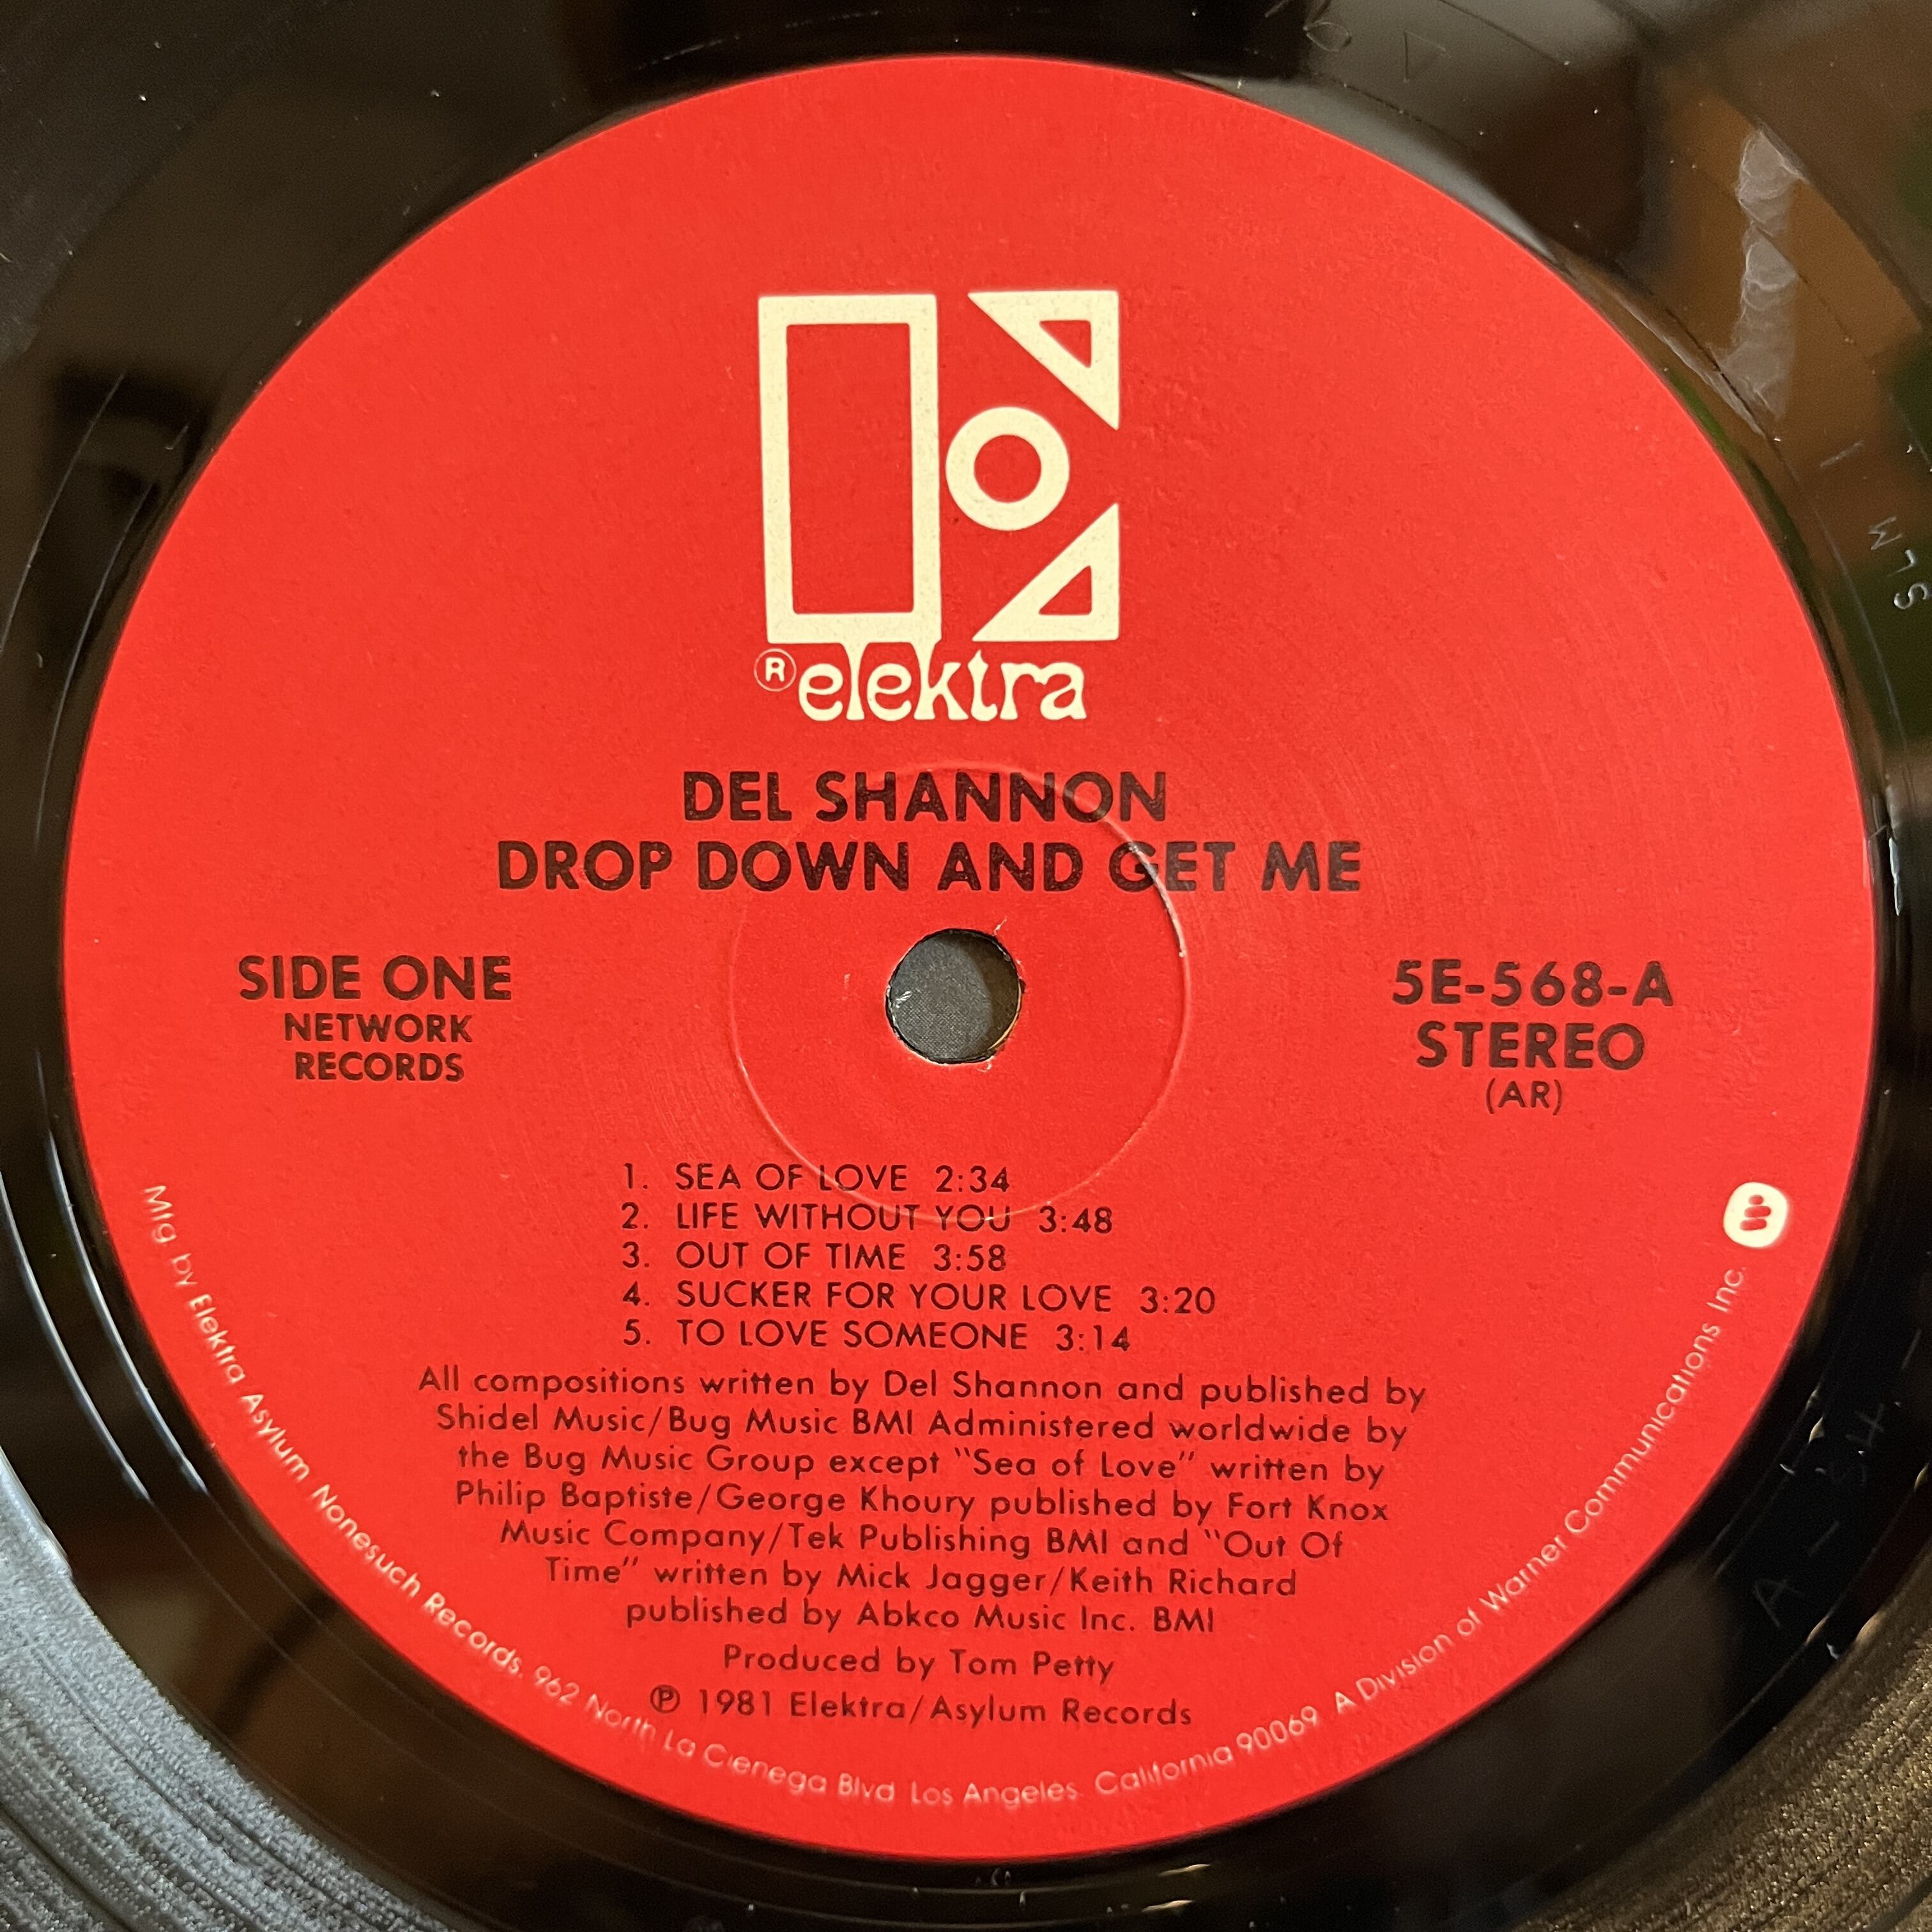 ® elektra
DEL SHANNON
DROP DOWN AND GET ME
SIDE ONE
NETWORK
RECORDS
5E-568-A
STEREO
(AR)
1. SEA OF LOVE 2:34
2. LIFE WITHOUT YOU 3:48
3. OUT OF TIME 3:58
4. SUCKER FOR YOUR LOVE 3:20
5. TO LOVE SOMEONE 3:14
All compositions written by Del Shannon and published by
Shidel Music/Bug Music BMI Administered worldwide by
the Bug Music Group except "Sea of Love" written by
Philip Baptiste/George Khoury published by Fort Knox
Music Company/Tek Publishing BMI and "Out Of
Time" written by Mick Jagger/Keith Richard
published by Abkco Music Inc. BMI
Produced by Tom Petty
℗ 1981 Elektra/Asylum Records
Mfg by Elektra Asylum Nonesuch Records, 962 North La Cienega Blvd Los Angeles California 90069 A Division of Warner Communications Inc.